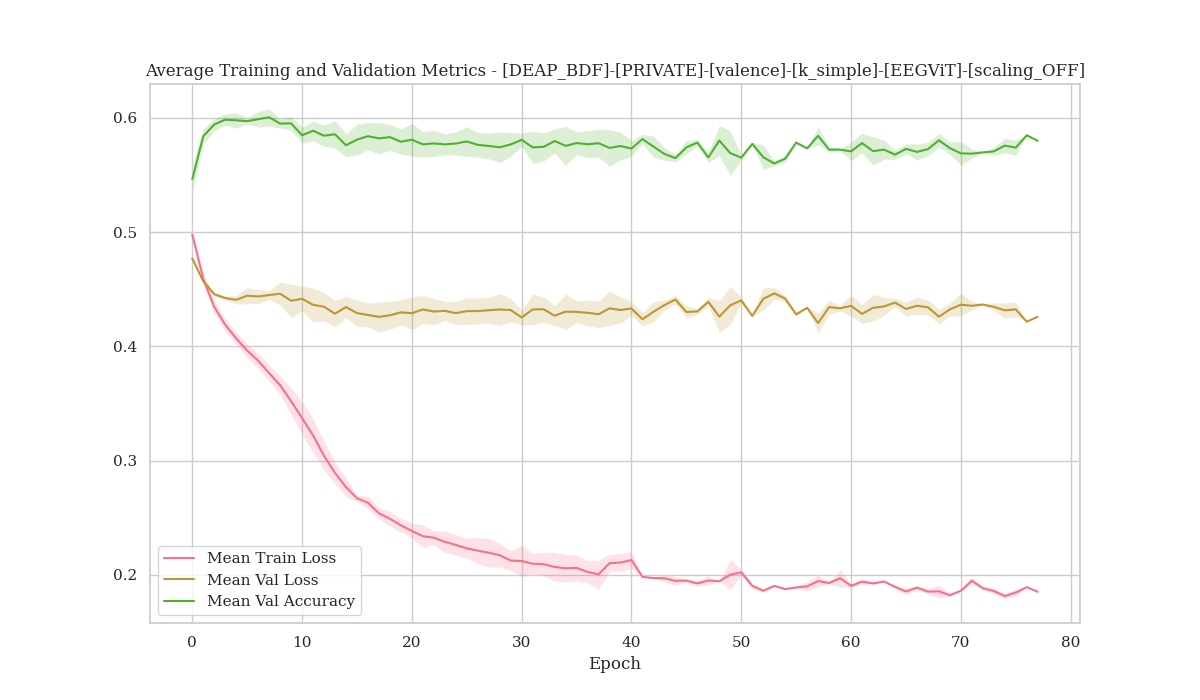 Average Training and Validation Metrics - [DEAP_BDF]-[PRIVATE]-[valence]-[k_simple]-[EEGViT]-[scaling_OFF]
0.6
0.5
0.4
0.3
0.2
Mean Train Loss
Mean Val Loss
Mean Val Accuracy
0 10 20 30 40 50 60 70 80
Epoch